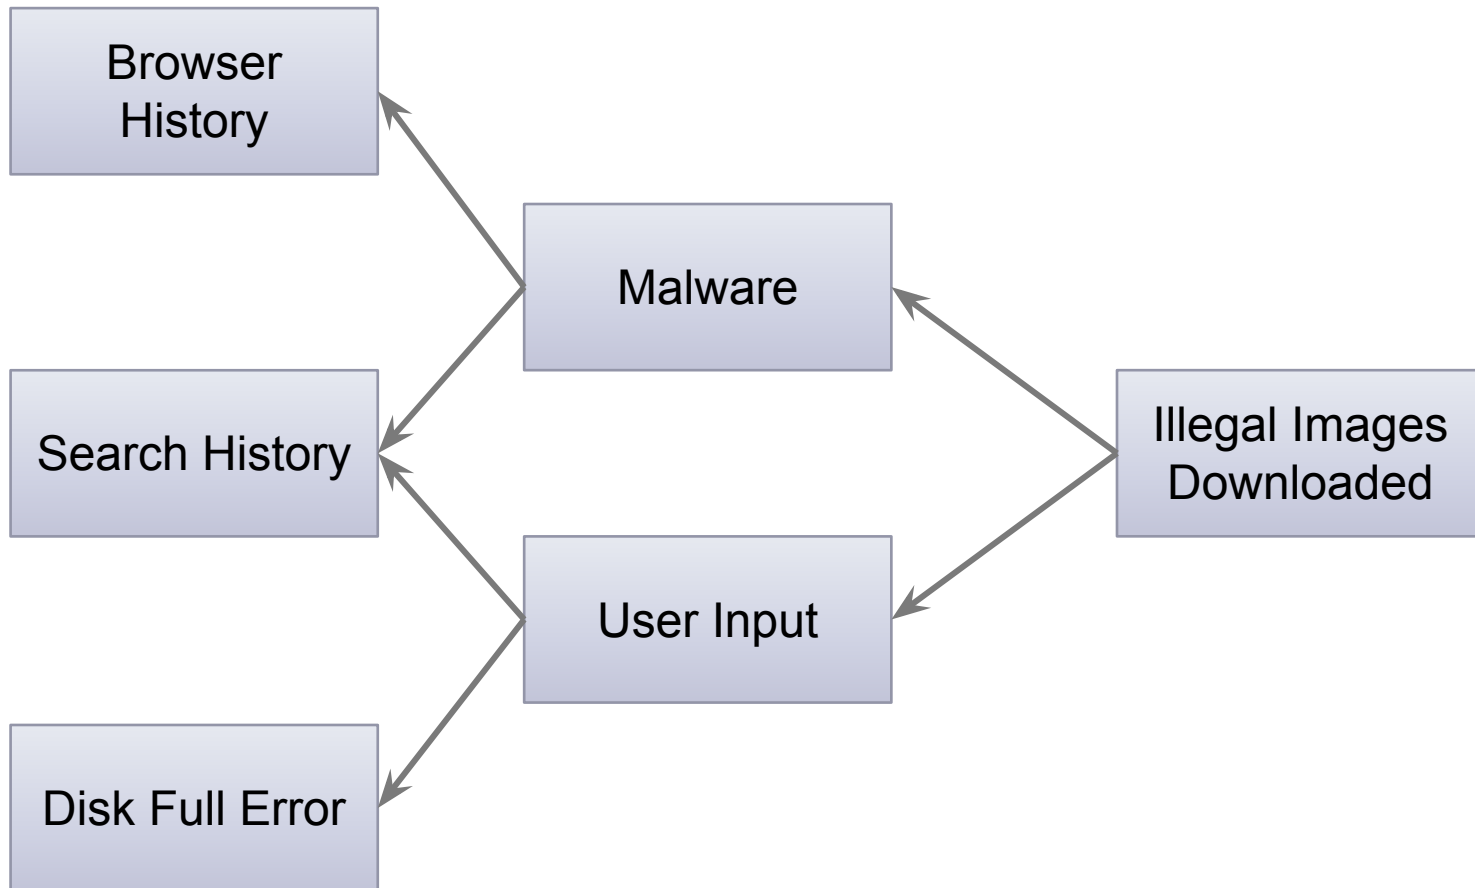 Browser
History
Malware
Search History
Illegal Images
Downloaded
User Input
Disk Full Error